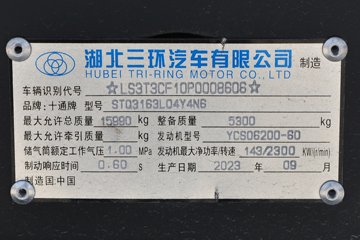 湖北三环汽车有限公司 制造
HUBEI TRI-RING MOTOR CO.,LTD
车辆识别代号 ☆LS3T3CF10P0008606☆
品牌:十通牌 型号 STQ3163L04Y4N6
最大允许总质量 15990 kg 整备质量 5300 kg
最大允许牵引质量 kg 发动机型号 YCS06200-60
储气筒额定工作气压 1.00 MPa 发动机最大净功率/转速 143/2300 KW/(r/min)
制动响应时间 0.60 S 生产日期 2023 年 09 月
制造国:中国